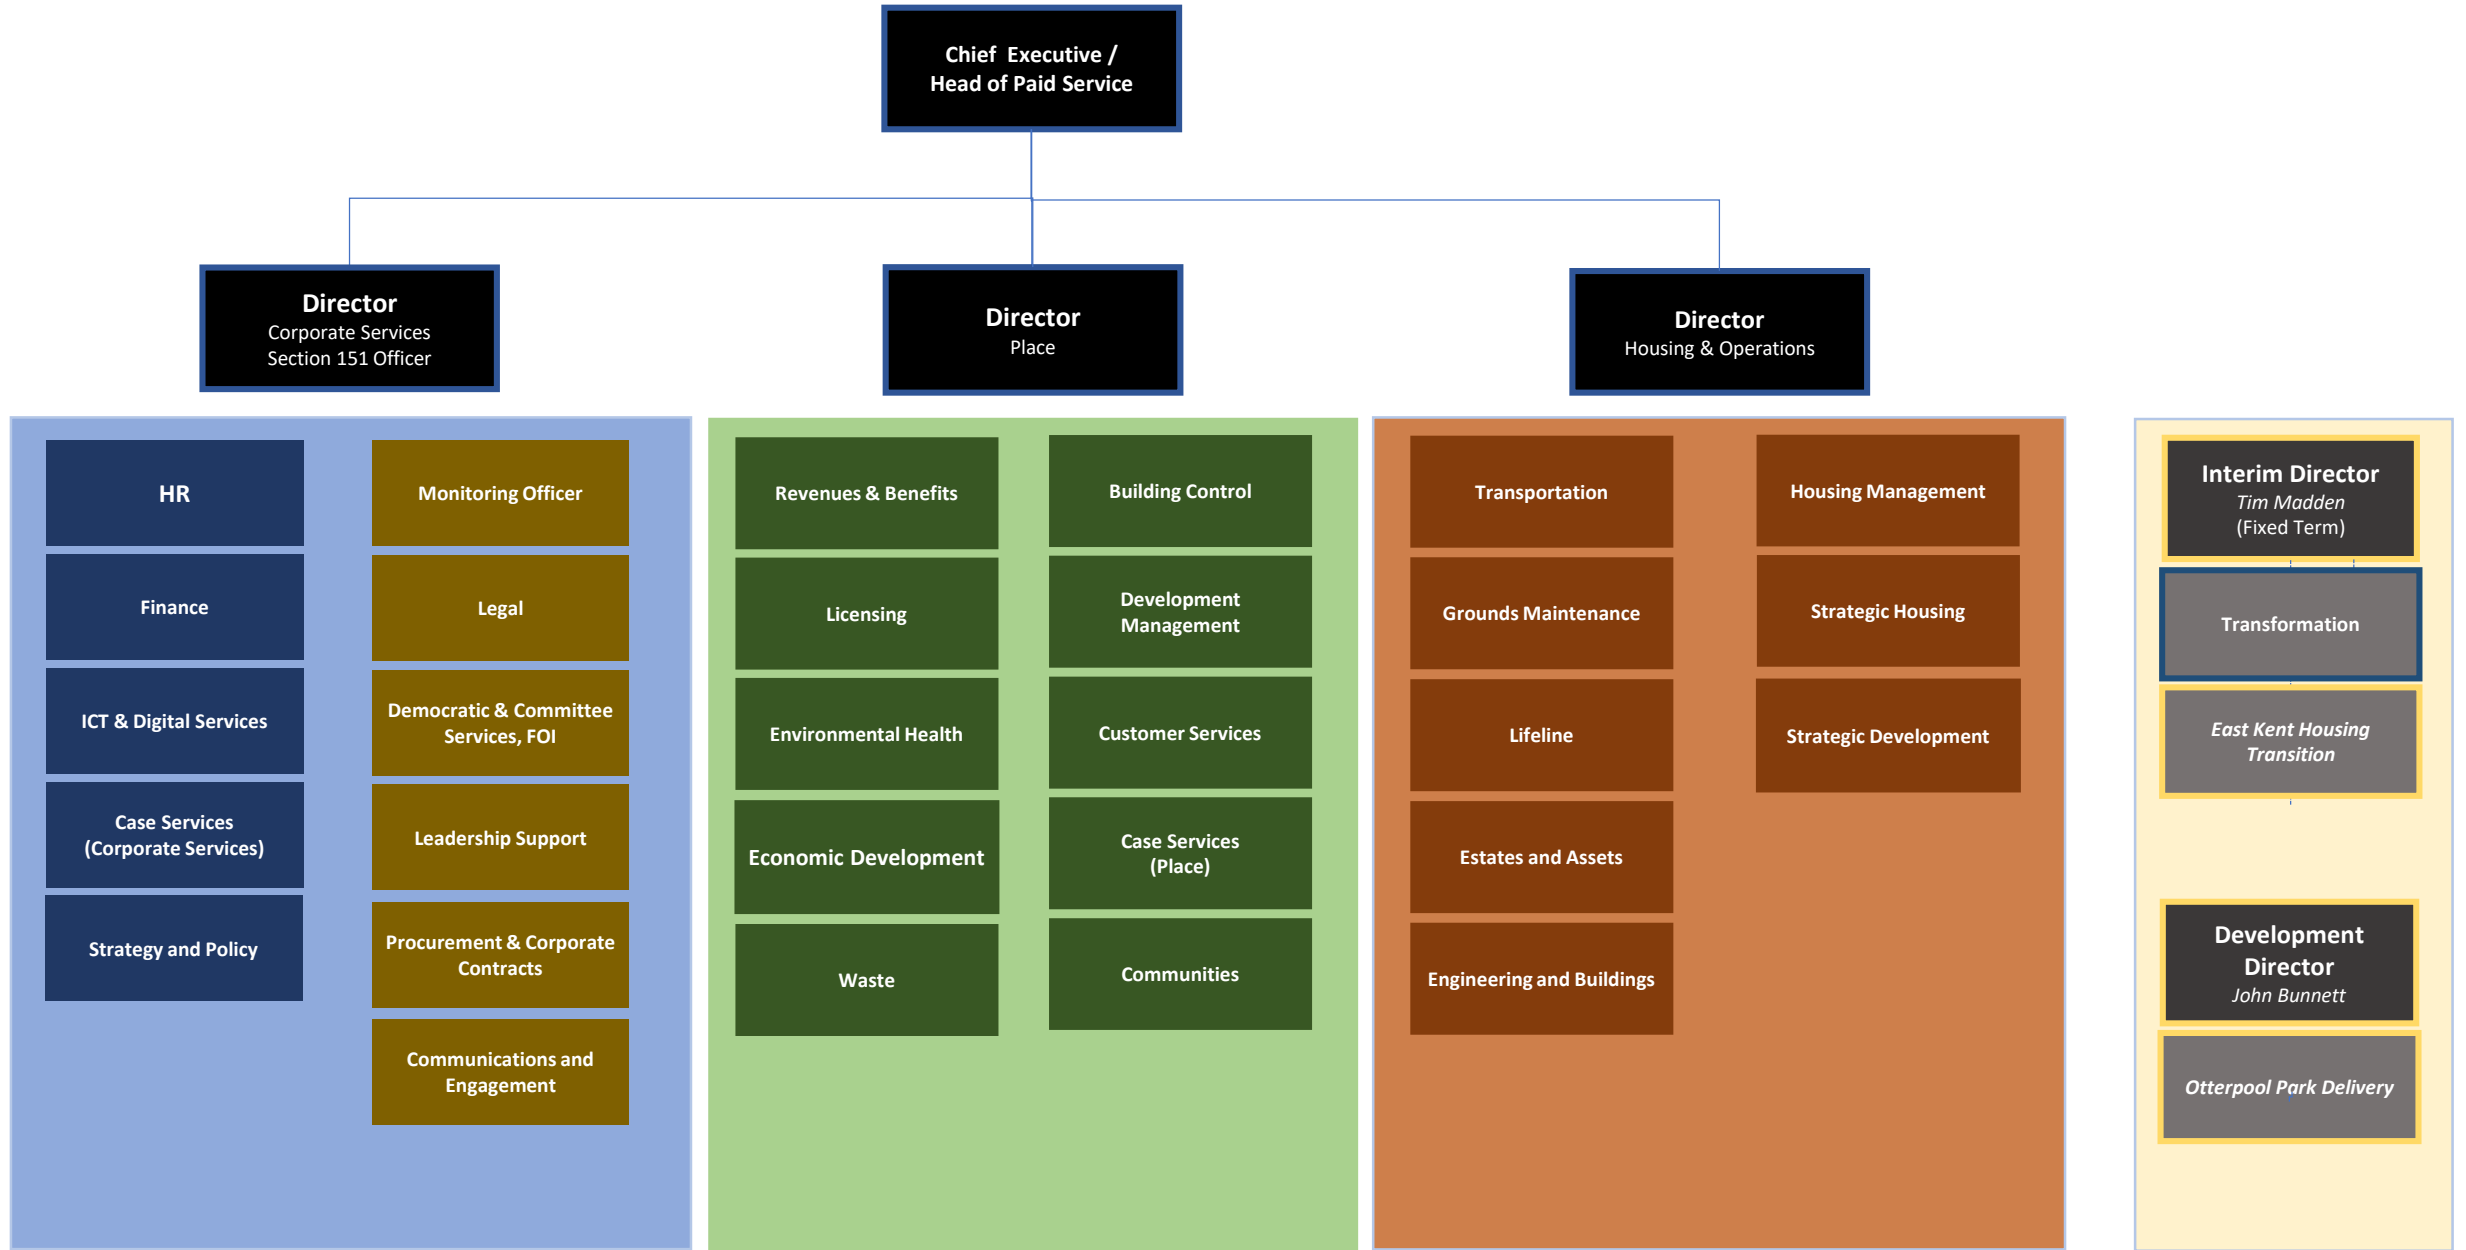 Chief Executive /
Head of Paid Service
Director
Corporate Services
Section 151 Officer
Director
Place
Director
Housing & Operations
HR
Finance
ICT & Digital Services
Case Services
(Corporate Services)
Strategy and Policy
Monitoring Officer
Legal
Democratic & Committee
Services, FOI
Leadership Support
Procurement & Corporate
Contracts
Communications and
Engagement
Revenues & Benefits
Licensing
Environmental Health
Economic Development
Waste
Building Control
Development
Management
Customer Services
Case Services
(Place)
Communities
Transportation
Grounds Maintenance
Lifeline
Estates and Assets
Engineering and Buildings
Housing Management
Strategic Housing
Strategic Development
Interim Director
Tim Madden
(Fixed Term)
Transformation
East Kent Housing
Transition
Development
Director
John Bunnett
Otterpool Park Delivery